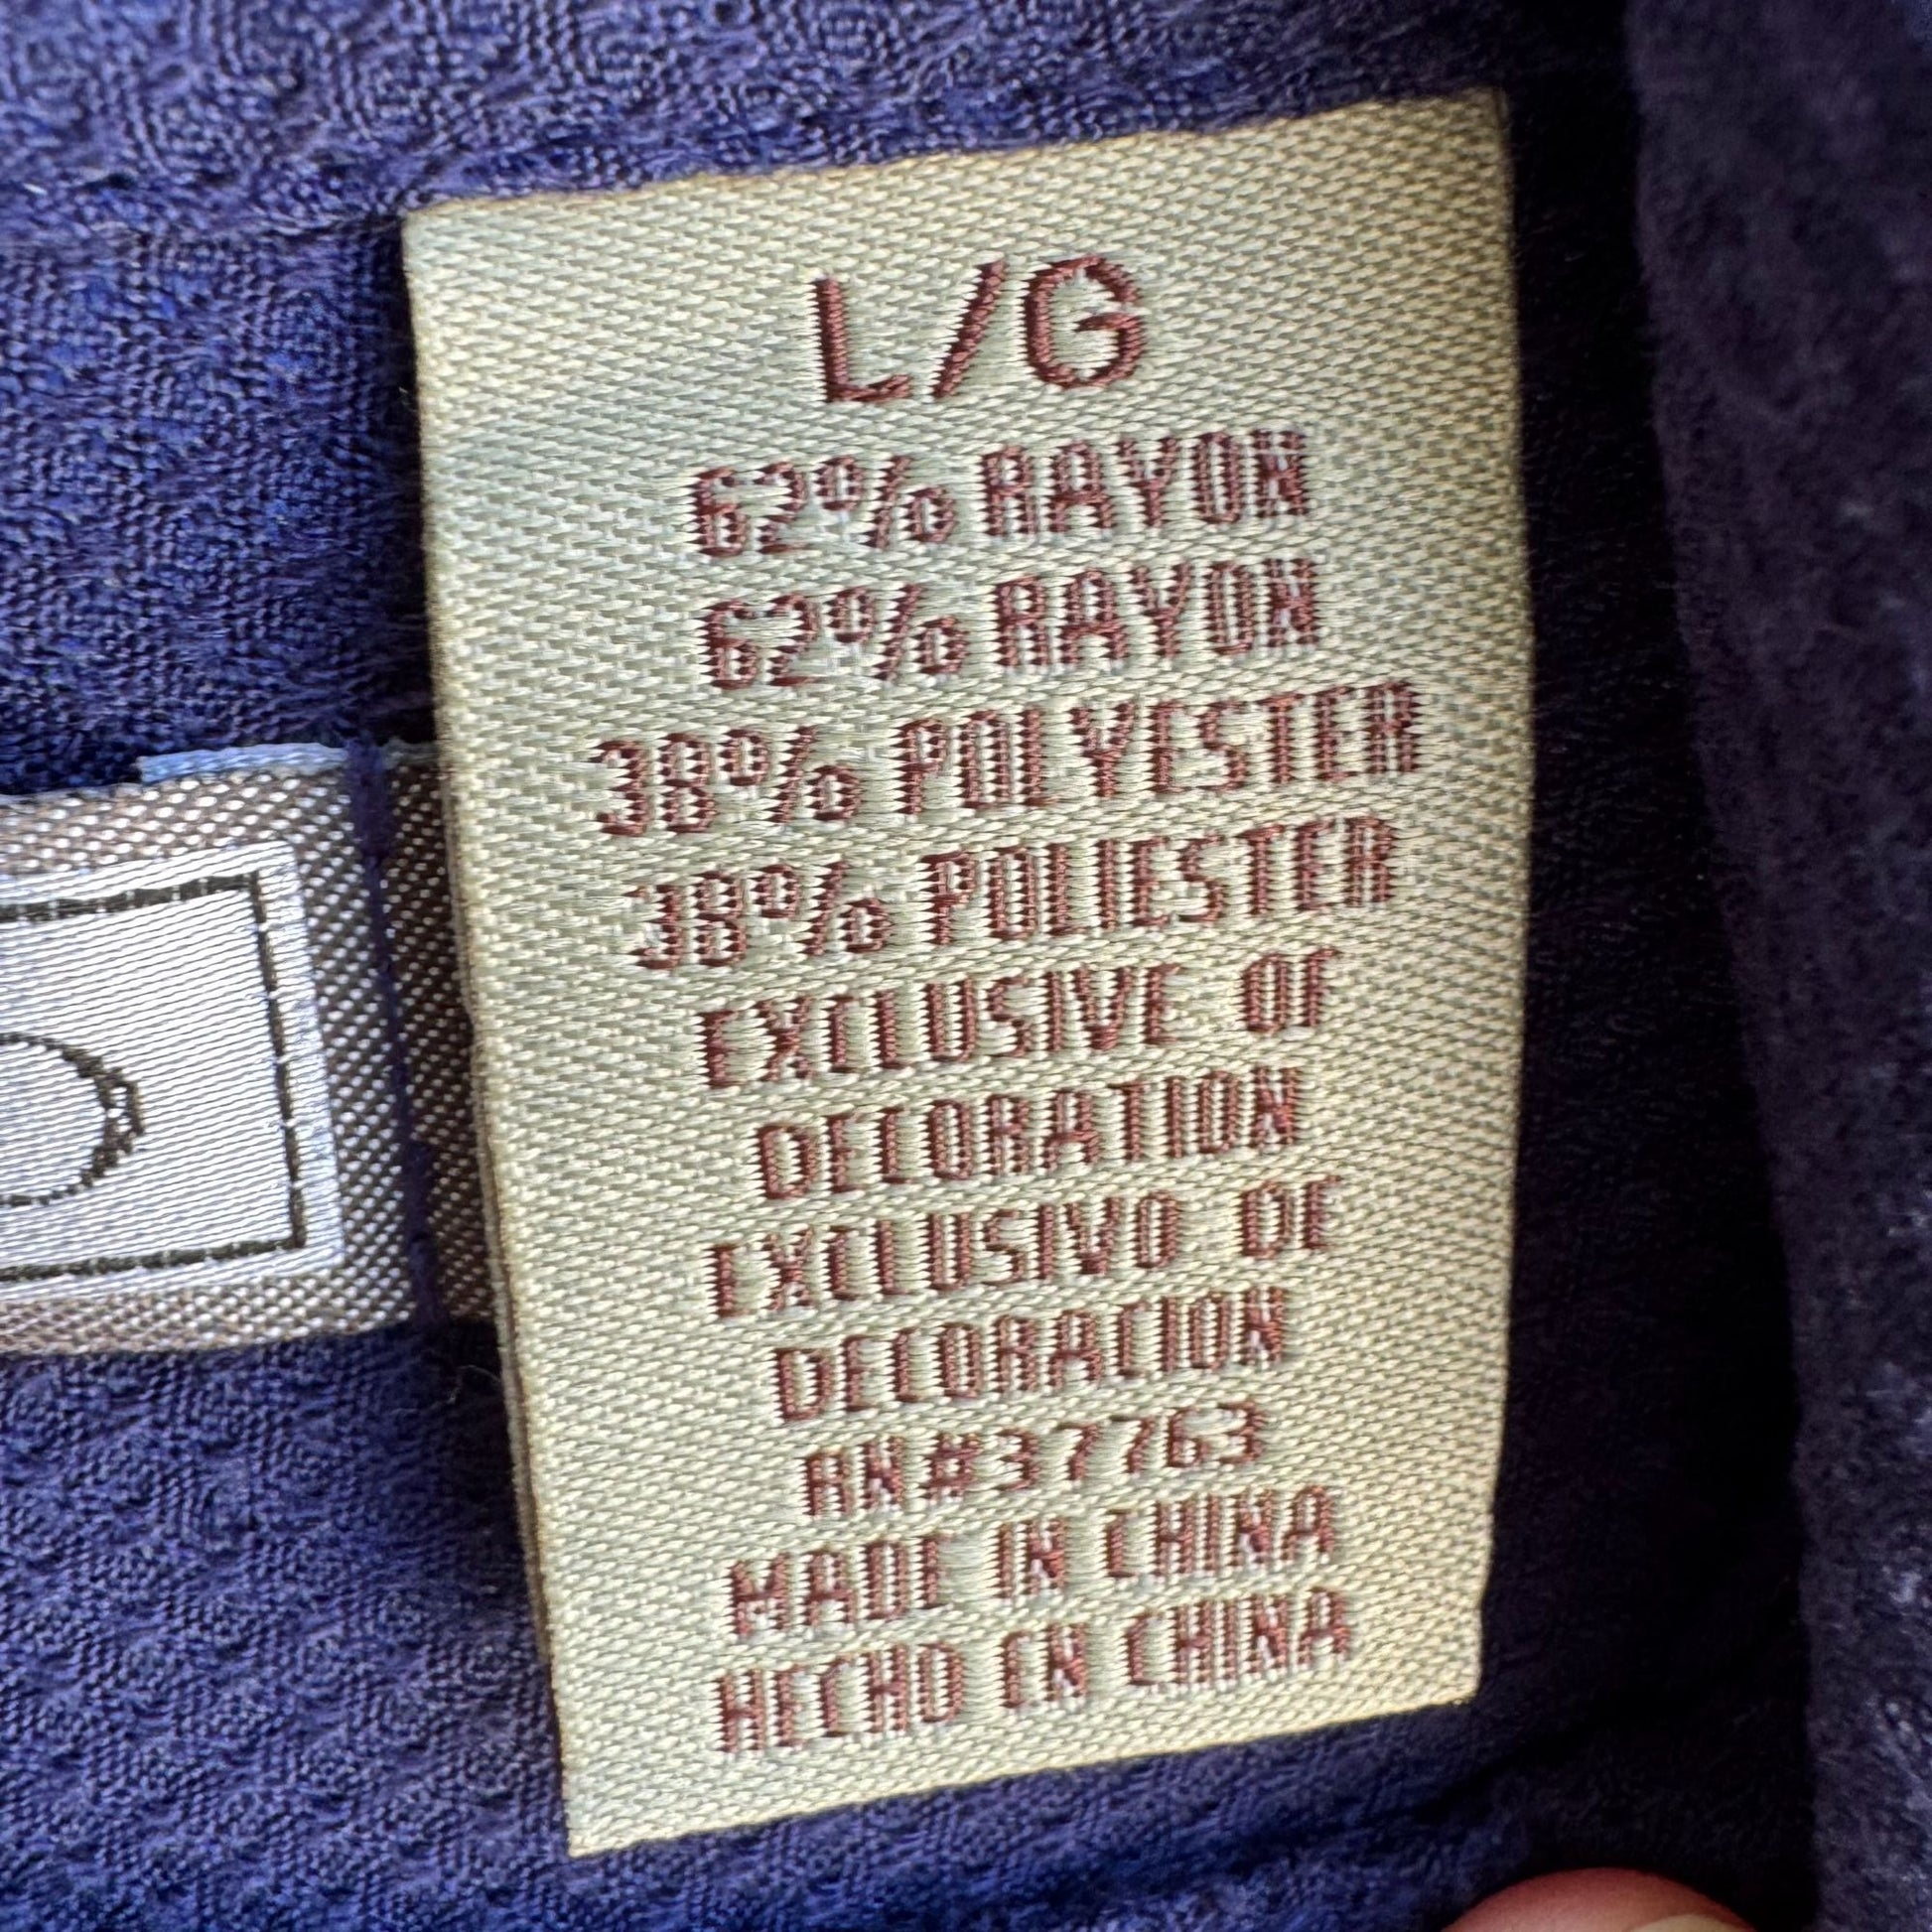 L/G
62% RAYON
62% RAYON
38% POLYESTER
38% POLIESTER
EXCLUSIVE OF
DECORATION
EXCLUSIVO DE
DECORACION
RN#37763
MADE IN CHINA
HECHO EN CHINA